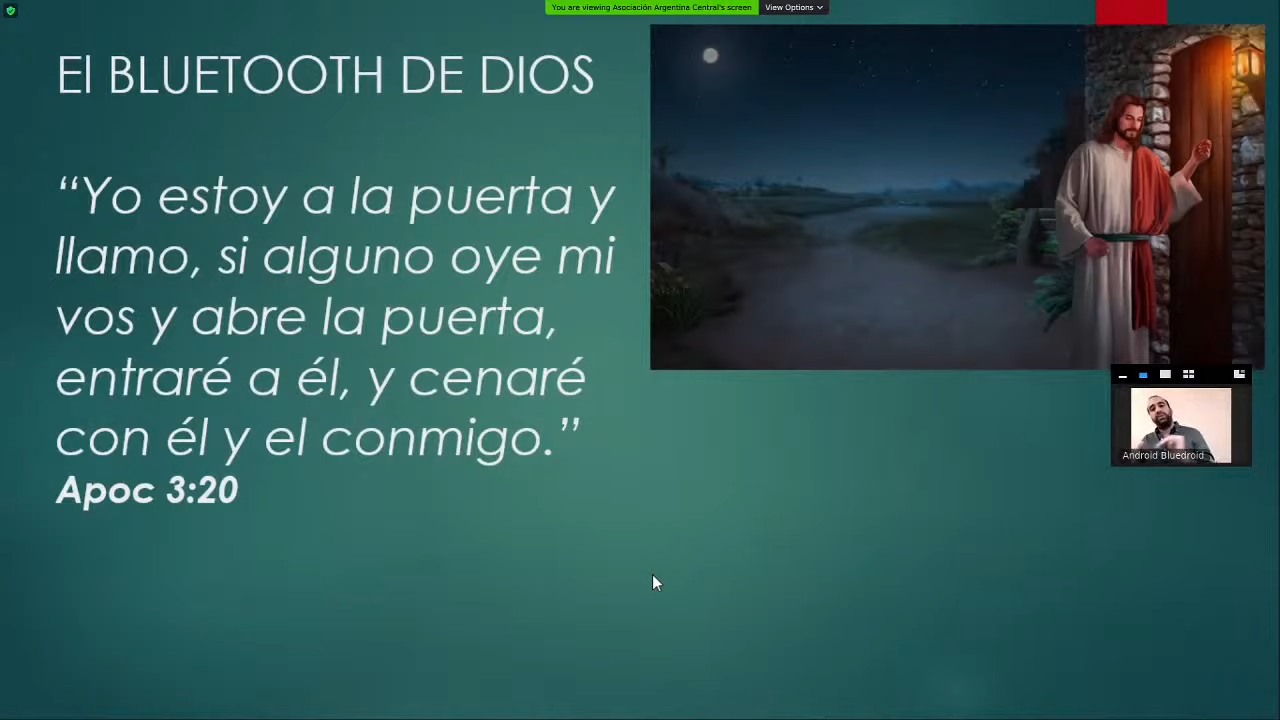 You are viewing Asociación Argentina Central's screen
View Options
El BLUETOOTH DE DIOS
“Yo estoy a la puerta y
llamo, si alguno oye mi
vos y abre la puerta,
entraré a él, y cenaré
con él y el conmigo.”
Apoc 3:20
Android Bluedroid